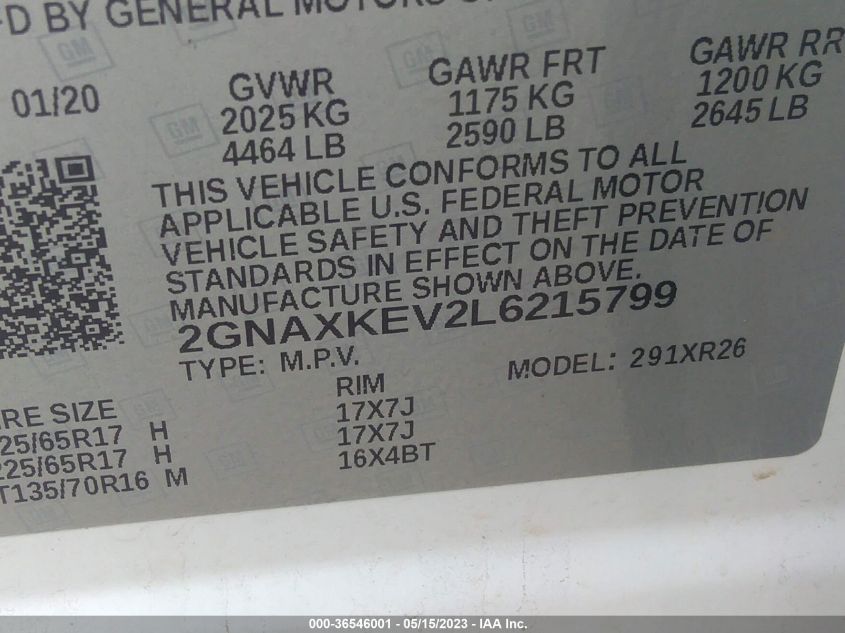 D BY GENERAL MOTORS
01/20
GVWR
2025 KG
4464 LB
GAWR FRT
1175 KG
2590 LB
GAWR RR
1200 KG
2645 LB
THIS VEHICLE CONFORMS TO ALL
APPLICABLE U.S. FEDERAL MOTOR
VEHICLE SAFETY AND THEFT PREVENTION
STANDARDS IN EFFECT ON THE DATE OF
MANUFACTURE SHOWN ABOVE.
2GNAXKEV2L6215799
TYPE: M.P.V. MODEL: 291XR26
RE SIZE RIM
25/65R17 H 17X7J
225/65R17 H 17X7J
T135/70R16 M 16X4BT
000-36546001 - 05/15/2023 - IAA Inc.